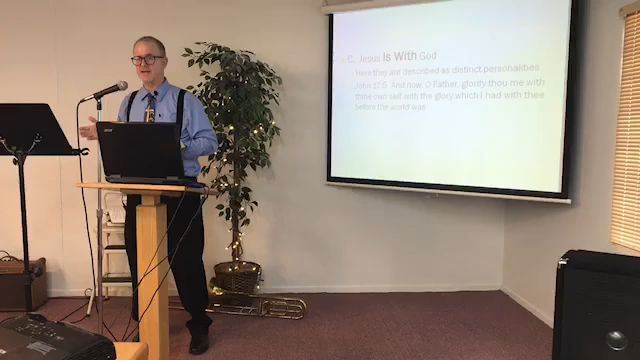 C. Jesus Is With God
Here they are described as distinct personalities
John 17:5 And now, O Father, glorify thou me with
thine own self with the glory which I had with thee
before the world was.
acer